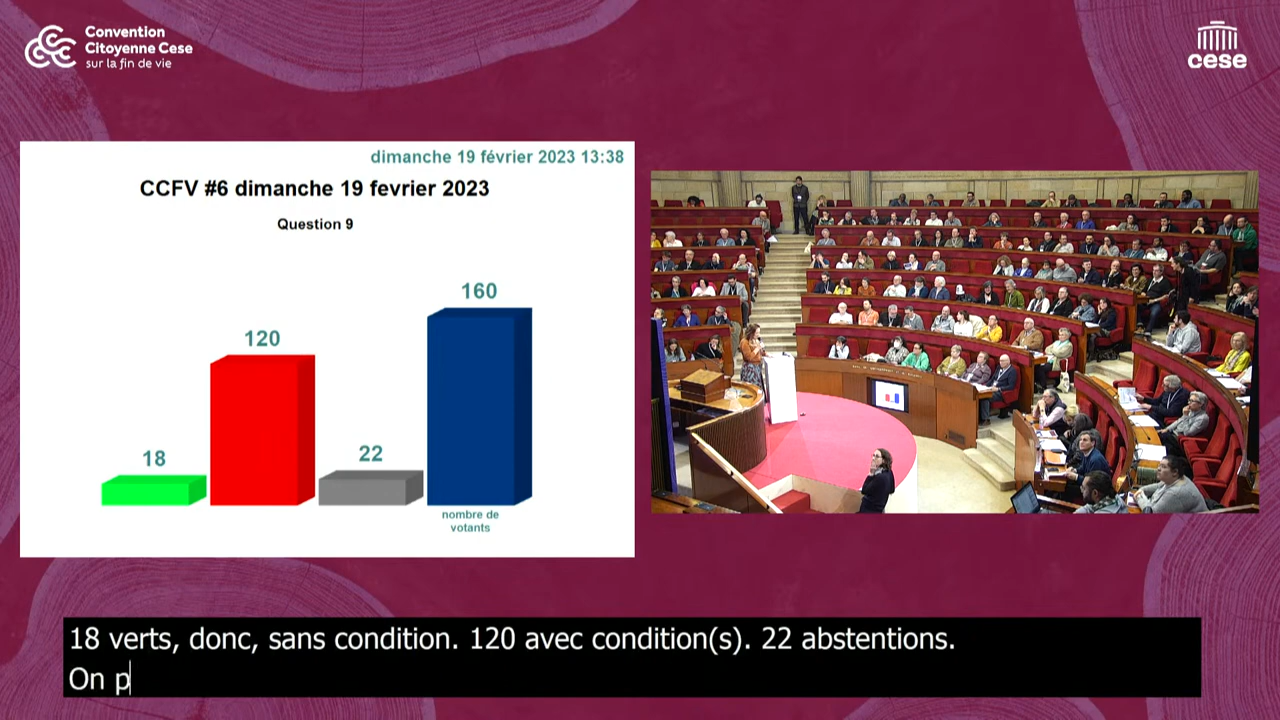 Convention
Citoyenne Cese
sur la fin de vie
cese
dimanche 19 février 2023 13:38
CCFV #6 dimanche 19 fevrier 2023
Question 9
160
120
22
18
nombre de
votants
18 verts, donc, sans condition. 120 avec condition(s). 22 abstentions.
On p